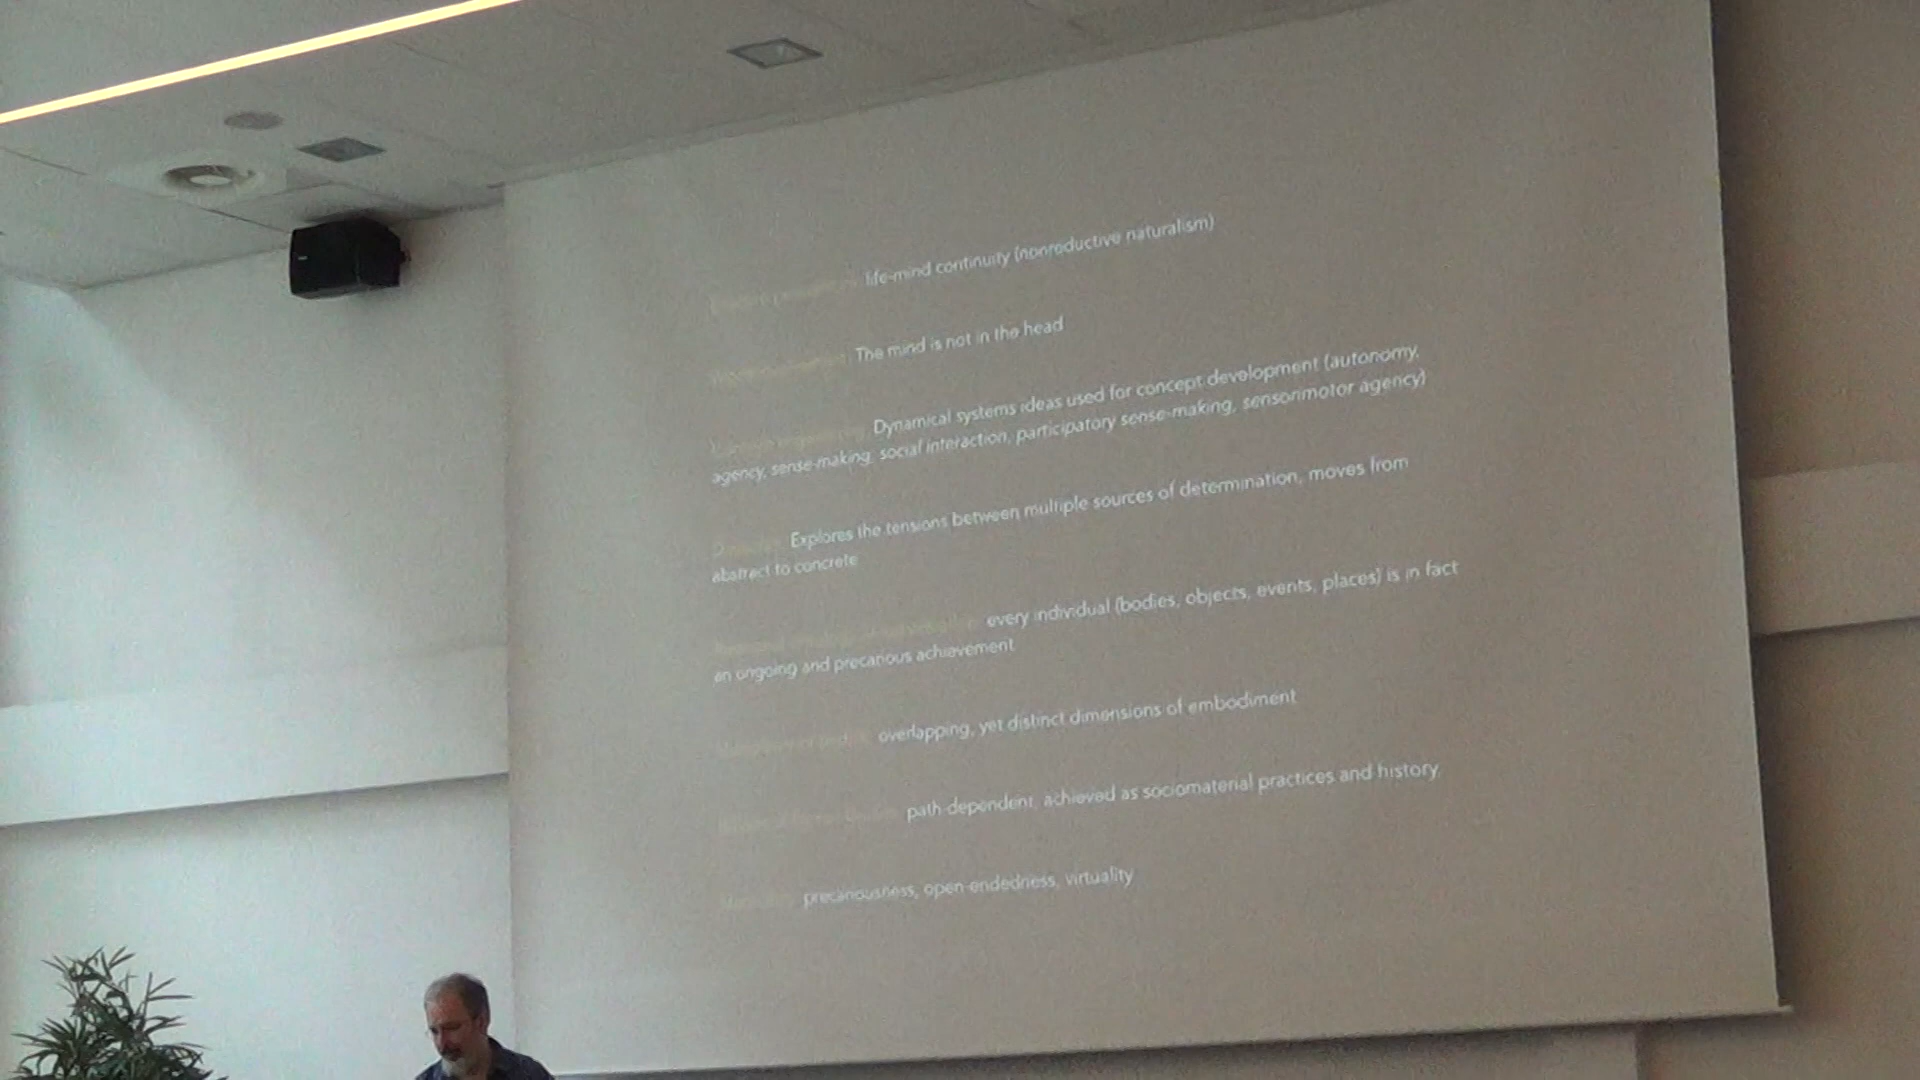 life-mind continuity (nonreductive naturalism)
The mind is not in the head
Dynamical systems ideas used for concept development (autonomy,
agency, sense-making, social interaction, participatory sense-making, sensorimotor agency)
Explores the tensions between multiple sources of determination, moves from
abstract to concrete
every individual (bodies, objects, events, places) is in fact
an ongoing and precarious achievement
overlapping, yet distinct dimensions of embodiment
path-dependent, achieved as sociomaterial practices and history
precariousness, open-endedness, virtuality